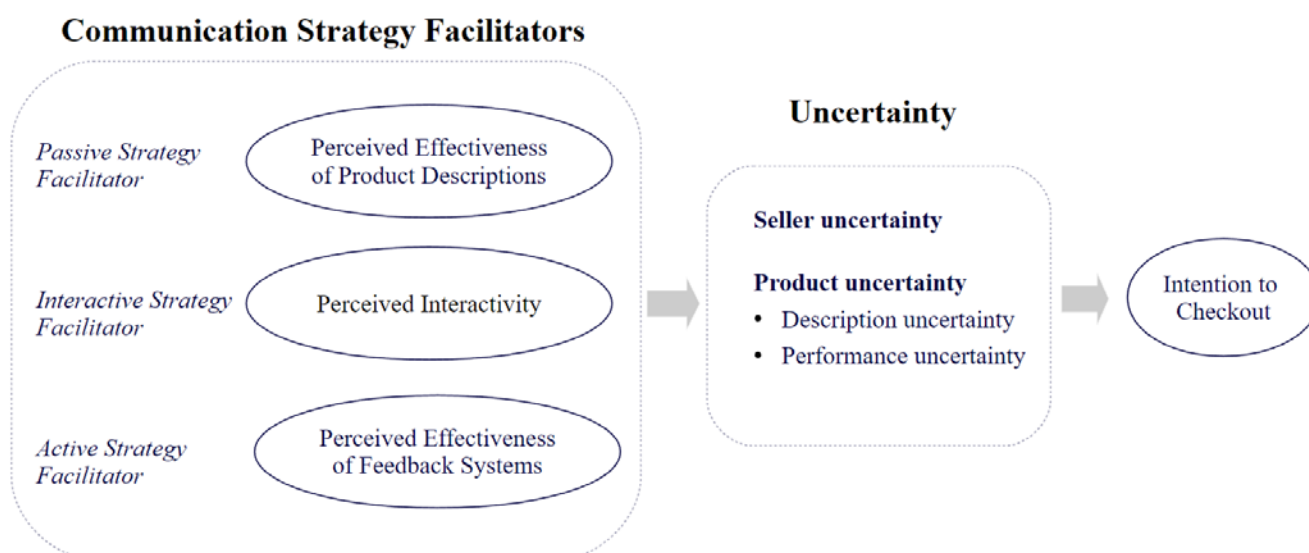 Communication Strategy Facilitators
Passive Strategy
Facilitator
Perceived Effectiveness
of Product Descriptions
Interactive Strategy
Facilitator
Perceived Interactivity
Active Strategy
Facilitator
Perceived Effectiveness
of Feedback Systems
Uncertainty
Seller uncertainty
Product uncertainty
• Description uncertainty
• Performance uncertainty
Intention to
Checkout